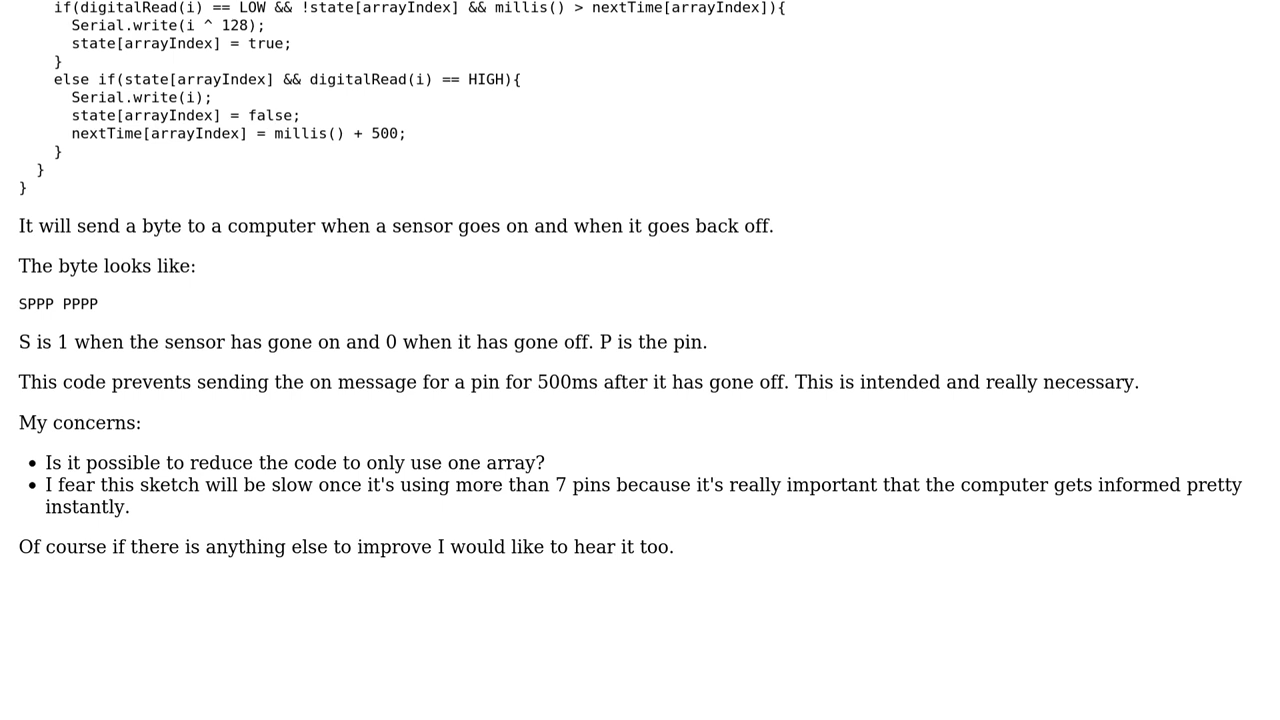 if(digitalRead(i) == LOW && !state[arrayIndex] && millis() > nextTime[arrayIndex]){
Serial.write(i ^ 128);
state[arrayIndex] = true;
}
else if(state[arrayIndex] && digitalRead(i) == HIGH){
Serial.write(i);
state[arrayIndex] = false;
nextTime[arrayIndex] = millis() + 500;
}
}
}
It will send a byte to a computer when a sensor goes on and when it goes back off.
The byte looks like:
SPPP PPPP
S is 1 when the sensor has gone on and 0 when it has gone off. P is the pin.
This code prevents sending the on message for a pin for 500ms after it has gone off. This is intended and really necessary.
My concerns:
• Is it possible to reduce the code to only use one array?
• I fear this sketch will be slow once it's using more than 7 pins because it's really important that the computer gets informed pretty
instantly.
Of course if there is anything else to improve I would like to hear it too.